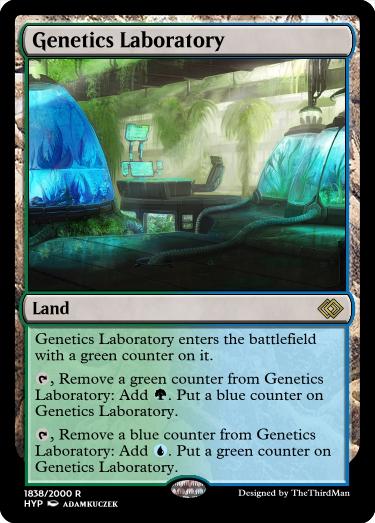 Genetics Laboratory
Land
Genetics Laboratory enters the battlefield
with a green counter on it.
, Remove a green counter from Genetics
Laboratory: Add . Put a blue counter on
Genetics Laboratory.
, Remove a blue counter from Genetics
Laboratory: Add . Put a green counter on
Genetics Laboratory.
1838/2000 R
HYP ADAMKUCZEK
Designed by TheThirdMan